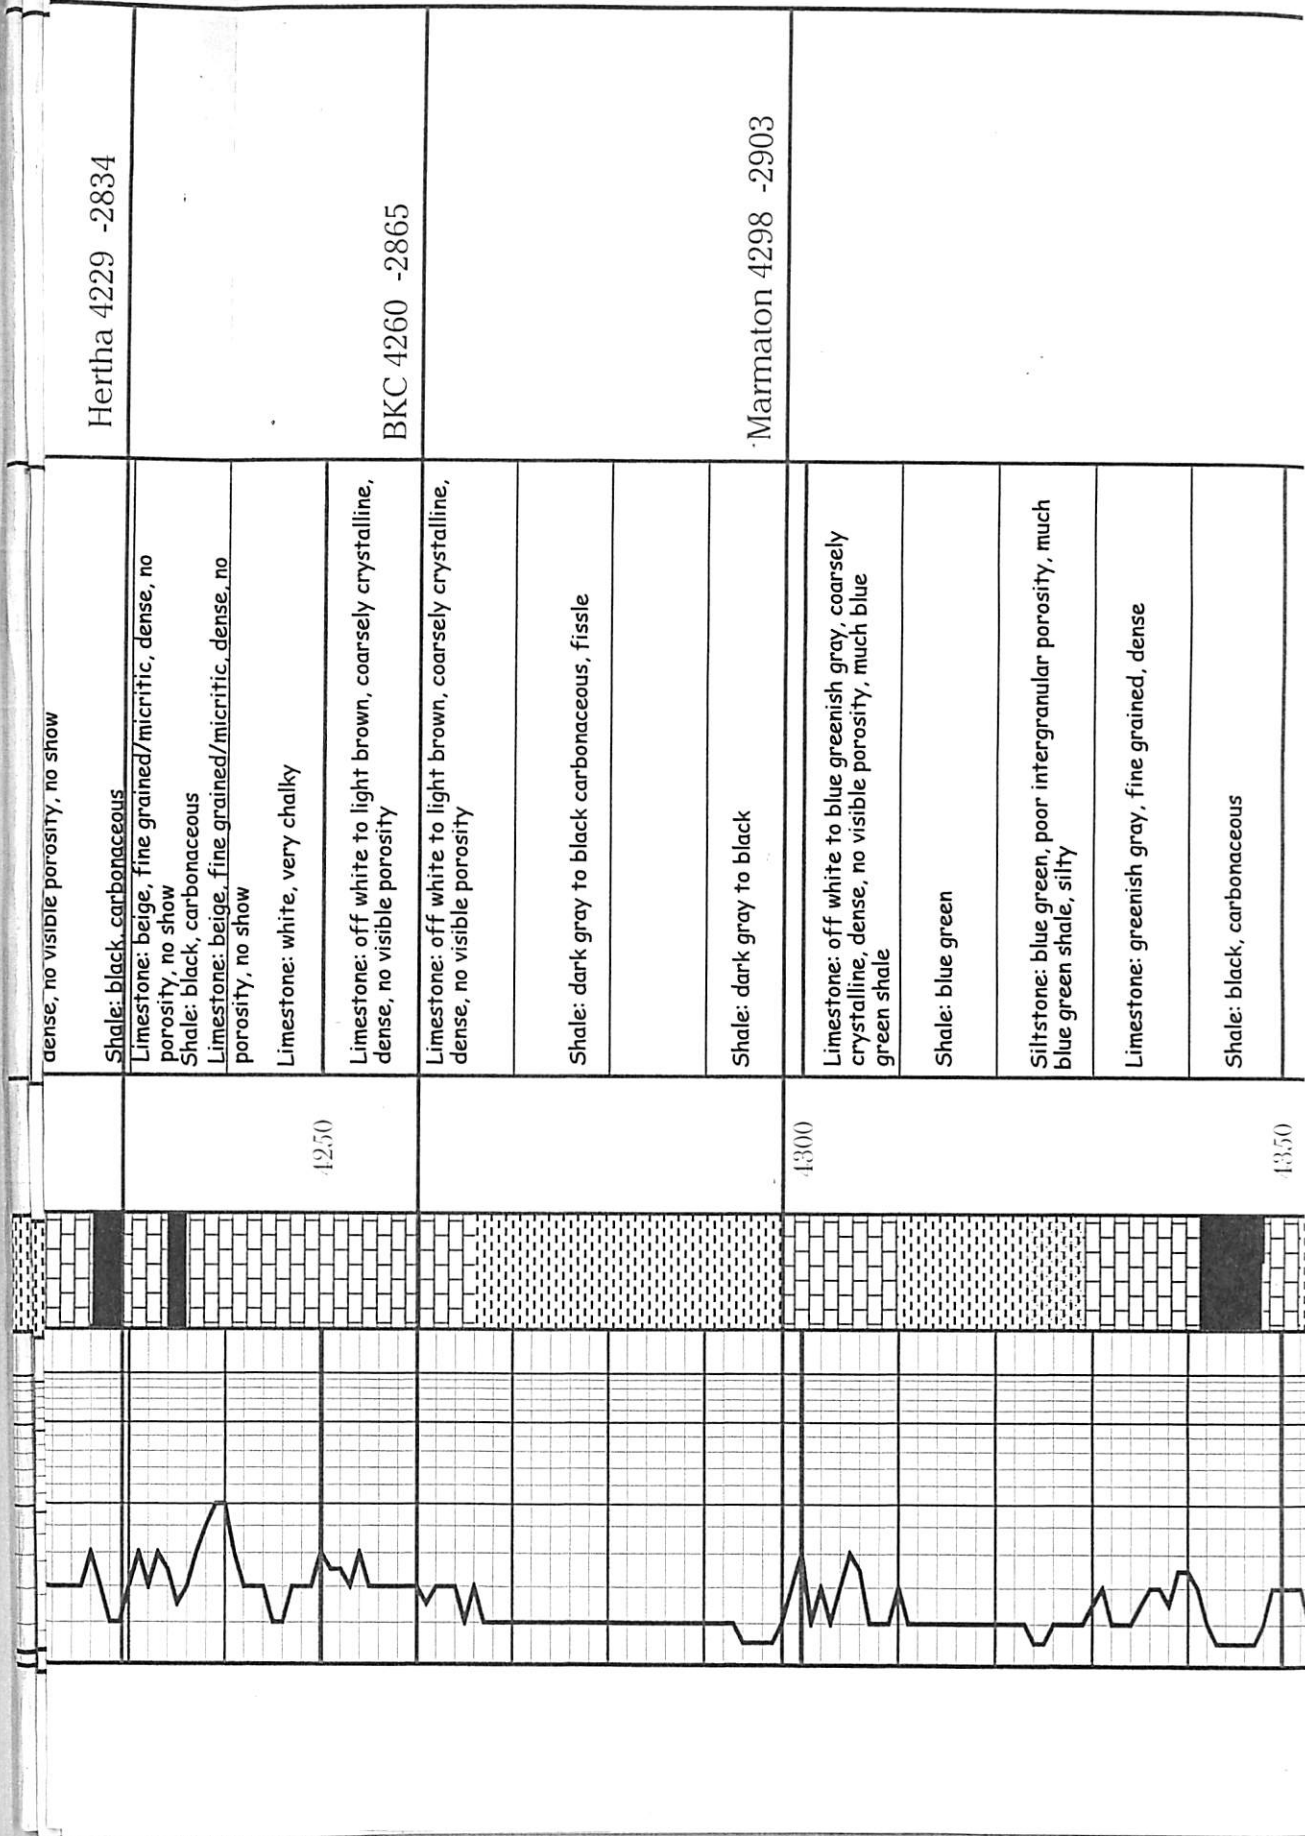 Hertha 4229 -2834
BKC 4260 -2865
Marmaton 4298 -2903
dense, no visible porosity, no show
Shale: black, carbonaceous
Limestone: beige, fine grained/micritic, dense, no
porosity, no show
Shale: black, carbonaceous
Limestone: beige, fine grained/micritic, dense, no
porosity, no show
Limestone: white, very chalky
Limestone: off white to light brown, coarsely crystalline,
dense, no visible porosity
Limestone: off white to light brown, coarsely crystalline,
dense, no visible porosity
Shale: dark gray to black carbonaceous, fissle
Shale: dark gray to black
Limestone: off white to blue greenish gray, coarsely
crystalline, dense, no visible porosity, much blue
green shale
Shale: blue green
Siltstone: blue green, poor intergranular porosity, much
blue green shale, silty
Limestone: greenish gray, fine grained, dense
Shale: black, carbonaceous
4250
4300
4350